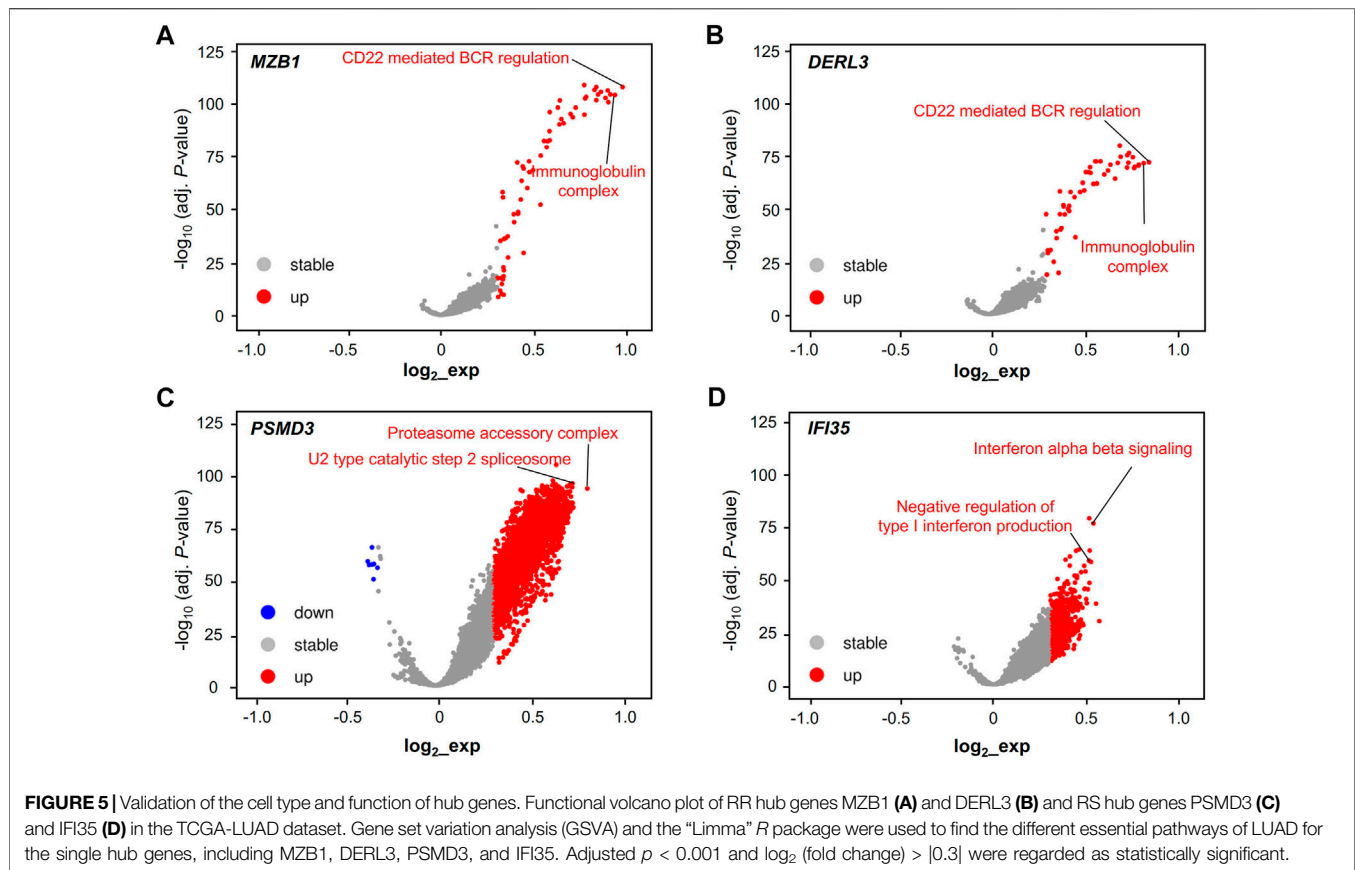 A
MZB1
125
100
75
50
25
0
-log10 (adj. P-value)
CD22 mediated BCR regulation
Immunoglobulin
complex
stable
up
-1.0 -0.5 0 0.5 1.0
log2_exp
B
DERL3
125
100
75
50
25
0
-log10 (adj. P-value)
CD22 mediated BCR regulation
Immunoglobulin
complex
stable
up
-1.0 -0.5 0 0.5 1.0
log2_exp
C
PSMD3
125
100
75
50
25
0
-log10 (adj. P-value)
Proteasome accessory complex
U2 type catalytic step 2 spliceosome
down
stable
up
-1.0 -0.5 0 0.5 1.0
log2_exp
D
IFI35
125
100
75
50
25
0
-log10 (adj. P-value)
Interferon alpha beta signaling
Negative regulation of
type I interferon production
stable
up
-1.0 -0.5 0 0.5 1.0
log2_exp
FIGURE 5 | Validation of the cell type and function of hub genes. Functional volcano plot of RR hub genes MZB1 (A) and DERL3 (B) and RS hub genes PSMD3 (C)
and IFI35 (D) in the TCGA-LUAD dataset. Gene set variation analysis (GSVA) and the “Limma” R package were used to find the different essential pathways of LUAD for
the single hub genes, including MZB1, DERL3, PSMD3, and IFI35. Adjusted p < 0.001 and log2 (fold change) > |0.3| were regarded as statistically significant.